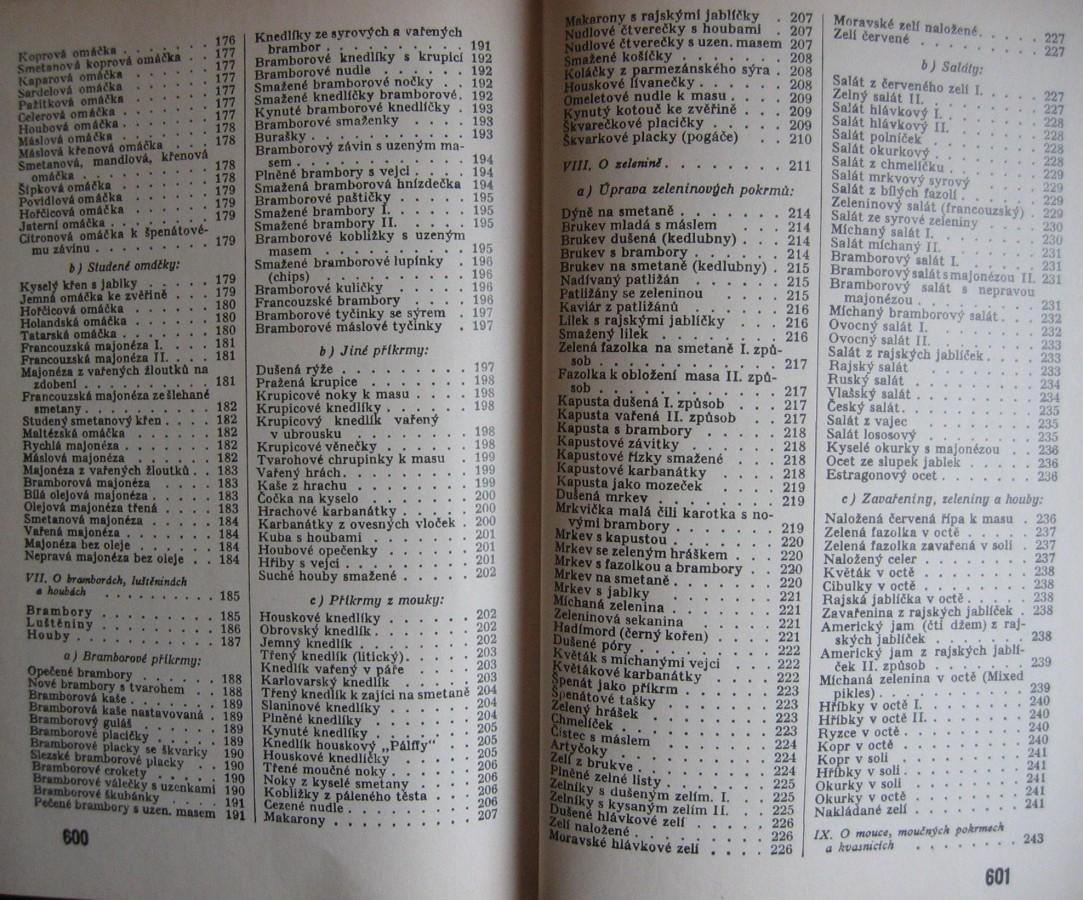 Koprová omáčka . . . . . . 176
Smetanová koprová omáčka . . 177
Kaparová omáčka . . . . . 177
Sardelová omáčka . . . . . 177
Pažitková omáčka . . . . . 177
Celerová omáčka . . . . . 177
Houbová omáčka . . . . . 177
Máslová omáčka . . . . . 178
Máslová křenová omáčka . . . 178
Smetanová, mandlová, křenová
omáčka . . . . . . . 178
Šípková omáčka . . . . . 178
Povidlová omáčka . . . . . 179
Hořčicová omáčka . . . . . 179
Jaterní omáčka . . . . . . 179
Citronová omáčka k špenátové-
mu závinu . . . . . . . 179
b) Studené omáčky:
Kyselý křen s jablky . . . . 179
Jemná omáčka ke zvěřině . . . 179
Hořčicová omáčka . . . . . 180
Holandská omáčka . . . . . 180
Tatarská omáčka . . . . . 180
Francouzská majonéza I. . . . 181
Francouzská majonéza II. . . . 181
Majonéza z vařených žloutků na
zdobení . . . . . . . 181
Francouzská majonéza ze šlehané
smetany . . . . . . . 182
Studený smetanový křen . . . 182
Maltézská omáčka . . . . . 182
Rychlá majonéza . . . . . 182
Máslová majonéza . . . . . 182
Majonéza z vařených žloutků . . 183
Bramborová majonéza . . . . 183
Bílá olejová majonéza . . . . 183
Olejová majonéza třená . . . 183
Smetanová majonéza . . . . 184
Vařená majonéza . . . . . 184
Majonéza bez oleje . . . . . 184
Nepravá majonéza bez oleje . . 184
VII. O bramborách, luštěninách
a houbách . . . . . . . 185
Brambory . . . . . . . 185
Luštěniny . . . . . . . 186
Houby . . . . . . . . 187
a) Bramborové příkrmy:
Opečené brambory . . . . . 188
Nové brambory s tvarohem . . 188
Bramborová kaše . . . . . 189
Bramborová kaše nastavovaná . 189
Bramborový guláš . . . . . 189
Bramborové placičky . . . . 189
Bramborové placky se škvarky 190
Slezské bramborové placky . . 190
Bramborové crokety . . . . 190
Bramborové válečky s uzenkami 190
Bramborové škubánky . . . . 191
Pečené brambory s uzen. masem 191
600
Knedlíky ze syrových a vařených
brambor . . . . . . . 191
Bramborové knedlíky s krupicí 192
Bramborové nudle . . . . . 192
Smažené bramborové nočky . . 192
Smažené knedlíčky bramborové . 192
Kynuté bramborové knedlíčky . 193
Bramborové smaženky . . . . 193
Burašky . . . . . . . . 193
Bramborový závin s uzeným ma-
sem . . . . . . . . 194
Plněné brambory s vejci . . . 194
Smažená bramborová hnízdečka 194
Bramborové paštičky . . . . 195
Smažené brambory I. . . . . 195
Smažené brambory II. . . . . 195
Bramborové kobližky s uzeným
masem . . . . . . . 195
Smažené bramborové lupínky . 196
(chips) . . . . . . . 196
Bramborové kuličky . . . . 196
Francouzské brambory . . . . 196
Bramborové tyčinky se sýrem . 197
Bramborové máslové tyčinky . 197
b) Jiné příkrmy:
Dušená rýže . . . . . . . 197
Pražená krupice . . . . . 198
Krupicové noky k masu . . . 198
Krupicové knedlíky . . . . . 198
Krupicový knedlík vařený
v ubrousku . . . . . . 198
Krupicové věnečky . . . . . 198
Tvarohové chrupinky k masu . 199
Vařený hrách . . . . . . 199
Kaše z hrachu . . . . . . 199
Čočka na kyselo . . . . . 200
Hrachové karbanátky . . . . 200
Karbanátky z ovesných vloček . 200
Kuba s houbami . . . . . 201
Houbové opečenky . . . . . 201
Hřiby s vejci . . . . . . 201
Suché houby smažené . . . . 202
c) Příkrmy z mouky:
Houskové knedlíky . . . . . 202
Obrovský knedlík . . . . . 202
Jemný knedlík . . . . . . 202
Třený knedlík (litický) . . . . 203
Knedlík vařený v páře . . . 203
Karlovarský knedlík . . . . 203
Třený knedlík k zajíci na smetaně 204
Slaninové knedlíky . . . . . 204
Plněné knedlíky . . . . . 204
Kynuté knedlíky . . . . . 205
Knedlík houskový „Pálffy“ . . 205
Houskové knedlíčky . . . . 205
Třené moučné noky . . . . . 206
Noky z kyselé smetany . . . 206
Kobližky z páleného těsta . . . 206
Cezené nudle . . . . . . 206
Makarony . . . . . . . . 207
Makarony s rajskými jablíčky . 207
Nudlové čtverečky s houbami . 207
Nudlové čtverečky s uzen. masem 207
Smažené košíčky . . . . . 208
Koláčky z parmezánského sýra . 208
Houskové lívanečky . . . . 208
Omeletové nudle k masu . . . 209
Kynutý kotouč ke zvěřině . . . 209
Škvarečkové placičky . . . . 209
Škvarkové placky (pogáče) . . 210
VIII. O zelenině . . . . . . 211
a) Úprava zeleninových pokrmů:
Dýně na smetaně . . . . . 214
Brukev mladá s máslem . . . 214
Brukev dušená (kedlubny) . . . 214
Brukev s brambory . . . . . 214
Brukev na smetaně (kedlubny) . 215
Nadívaný patližán . . . . . 215
Patližány se zeleninou . . . . 215
Kaviár z patližánů . . . . . 216
Lilek s rajskými jablíčky . . . 216
Smažený lilek . . . . . . 216
Zelená fazolka na smetaně I. způ-
sob . . . . . . . . 217
Fazolka k obložení masa II. způ-
sob . . . . . . . . 217
Kapusta dušená I. způsob . . 217
Kapusta vařená II. způsob . . 217
Kapusta s brambory . . . . 218
Kapustové závitky . . . . . 218
Kapustové řízky smažené . . . 218
Kapustové karbanátky . . . . 218
Kapusta jako mozeček . . . . 219
Dušená mrkev . . . . . . 219
Mrkvička malá čili karotka s no-
vými brambory . . . . . 219
Mrkev s kapustou . . . . . 220
Mrkev se zeleným hráškem . . 220
Mrkev s fazolkou a brambory . 220
Mrkev na smetaně . . . . . 220
Mrkev s jablky . . . . . . 221
Míchaná zelenina . . . . . 221
Zeleninová sekanina . . . . 221
Hadímord (černý kořen) . . . 221
Dušené póry . . . . . . . 222
Květák s míchanými vejci . . 222
Květákové karbanátky . . . . 222
Špenát jako příkrm . . . . . 223
Špenátové tašky . . . . . 223
Zelený hrášek . . . . . . 223
Chmelíček . . . . . . . 223
Čistec s máslem . . . . . 224
Artyčoky . . . . . . . . 224
Zelí z brukve . . . . . . 224
Plněné zelné listy . . . . . 225
Zelníky s dušeným zelím. I. . . 225
Zelníky s kysaným zelím II. . . 225
Dušené hlávkové zelí . . . . 226
Zelí naložené . . . . . . 226
Moravské hlávkové zelí . . . . 226
Moravské zelí naložené . . . . 227
Zelí červené . . . . . . . 227
b) Saláty:
Salát z červeného zelí I. . . . 227
Zelný salát II. . . . . . . 227
Salát hlávkový I. . . . . . 228
Salát hlávkový II. . . . . . 228
Salát polníček . . . . . . 228
Salát okurkový . . . . . . 228
Salát z chmelíčku . . . . . 229
Salát mrkvový syrový . . . . 229
Salát z bílých fazolí . . . . 229
Zeleninový salát (francouzský) . 229
Salát ze syrové zeleniny . . . 230
Míchaný salát I. . . . . . 230
Salát míchaný II. . . . . . 231
Bramborový salát I. . . . . 231
Bramborový salát s majonézou II. 231
Bramborový salát s nepravou
majonézou . . . . . . . 231
Míchaný bramborový salát . . . 232
Ovocný salát I. . . . . . . 232
Ovocný salát II. . . . . . 233
Salát z rajských jablíček . . . 233
Rajský salát . . . . . . . 233
Ruský salát . . . . . . . 234
Vlašský salát . . . . . . 234
Český salát . . . . . . . 235
Salát z vajec . . . . . . 235
Salát lososový . . . . . . 235
Kyselé okurky s majonézou . . 236
Ocet ze slupek jablek . . . . 236
Estragonový ocet . . . . . 236
c) Zavařeniny, zeleniny a houby:
Naložená červená řípa k masu . 236
Zelená fazolka v octě . . . . 237
Zelená fazolka zavařená v soli . 237
Naložený celer . . . . . . 237
Květák v octě . . . . . . 238
Cibulky v octě . . . . . . 238
Rajská jablíčka v octě . . . . 238
Zavařenina z rajských jablíček . 238
Americký jam (čti džem) z raj-
ských jablíček . . . . . 238
Americký jam z rajských jablí-
ček II. způsob . . . . . 239
Míchaná zelenina v octě (Mixed
pikles) . . . . . . . . 239
Hřibky v octě I. . . . . . 240
Hřibky v octě II. . . . . . 240
Ryzce v octě . . . . . . . 240
Kopr v octě . . . . . . . 240
Kopr v soli . . . . . . . 241
Hřibky v soli . . . . . . . 241
Okurky v soli . . . . . . 241
Okurky v octě . . . . . . 241
Nakládané zelí . . . . . . 241
IX. O mouce, moučných pokrmech
a kvasnicích . . . . . . 243
601